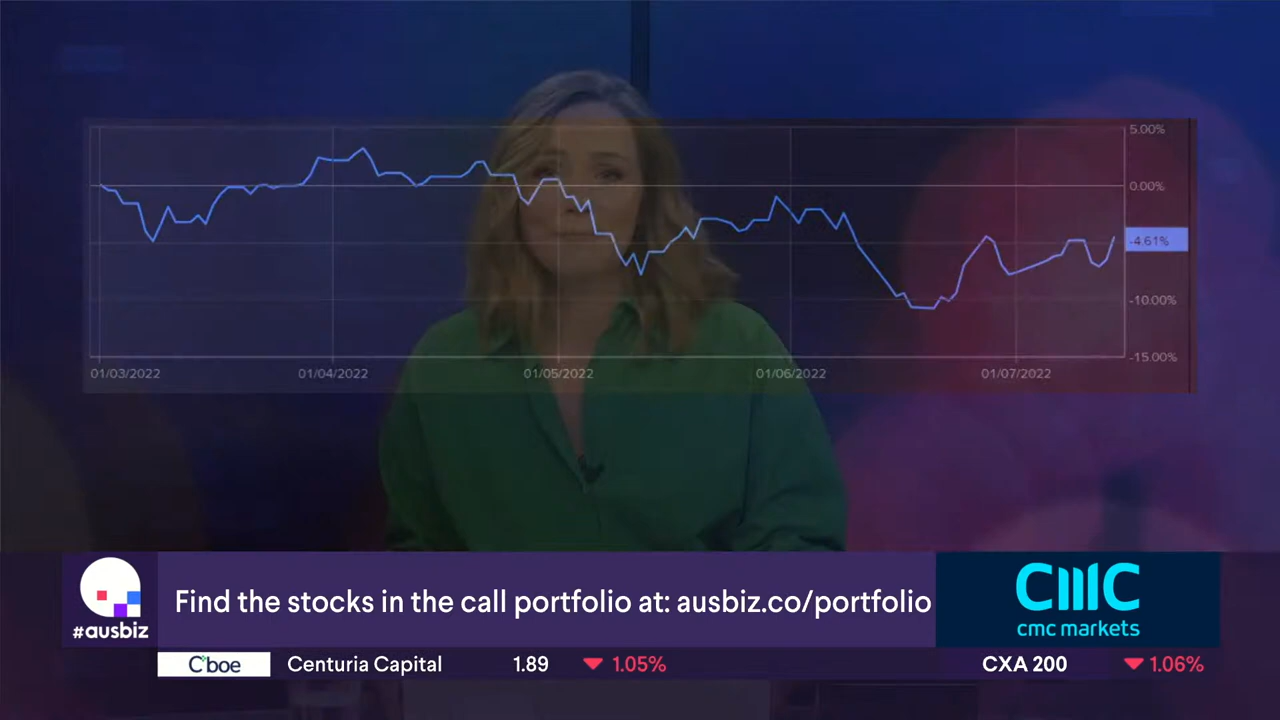 5.00%
0.00%
-4.61%
-10.00%
-15.00%
01/03/2022 01/04/2022 01/05/2022 01/06/2022 01/07/2022
Find the stocks in the call portfolio at: ausbiz.co/portfolio
#ausbiz
CMC
cmc markets
Cboe Centuria Capital 1.89 1.05% CXA 200 1.06%